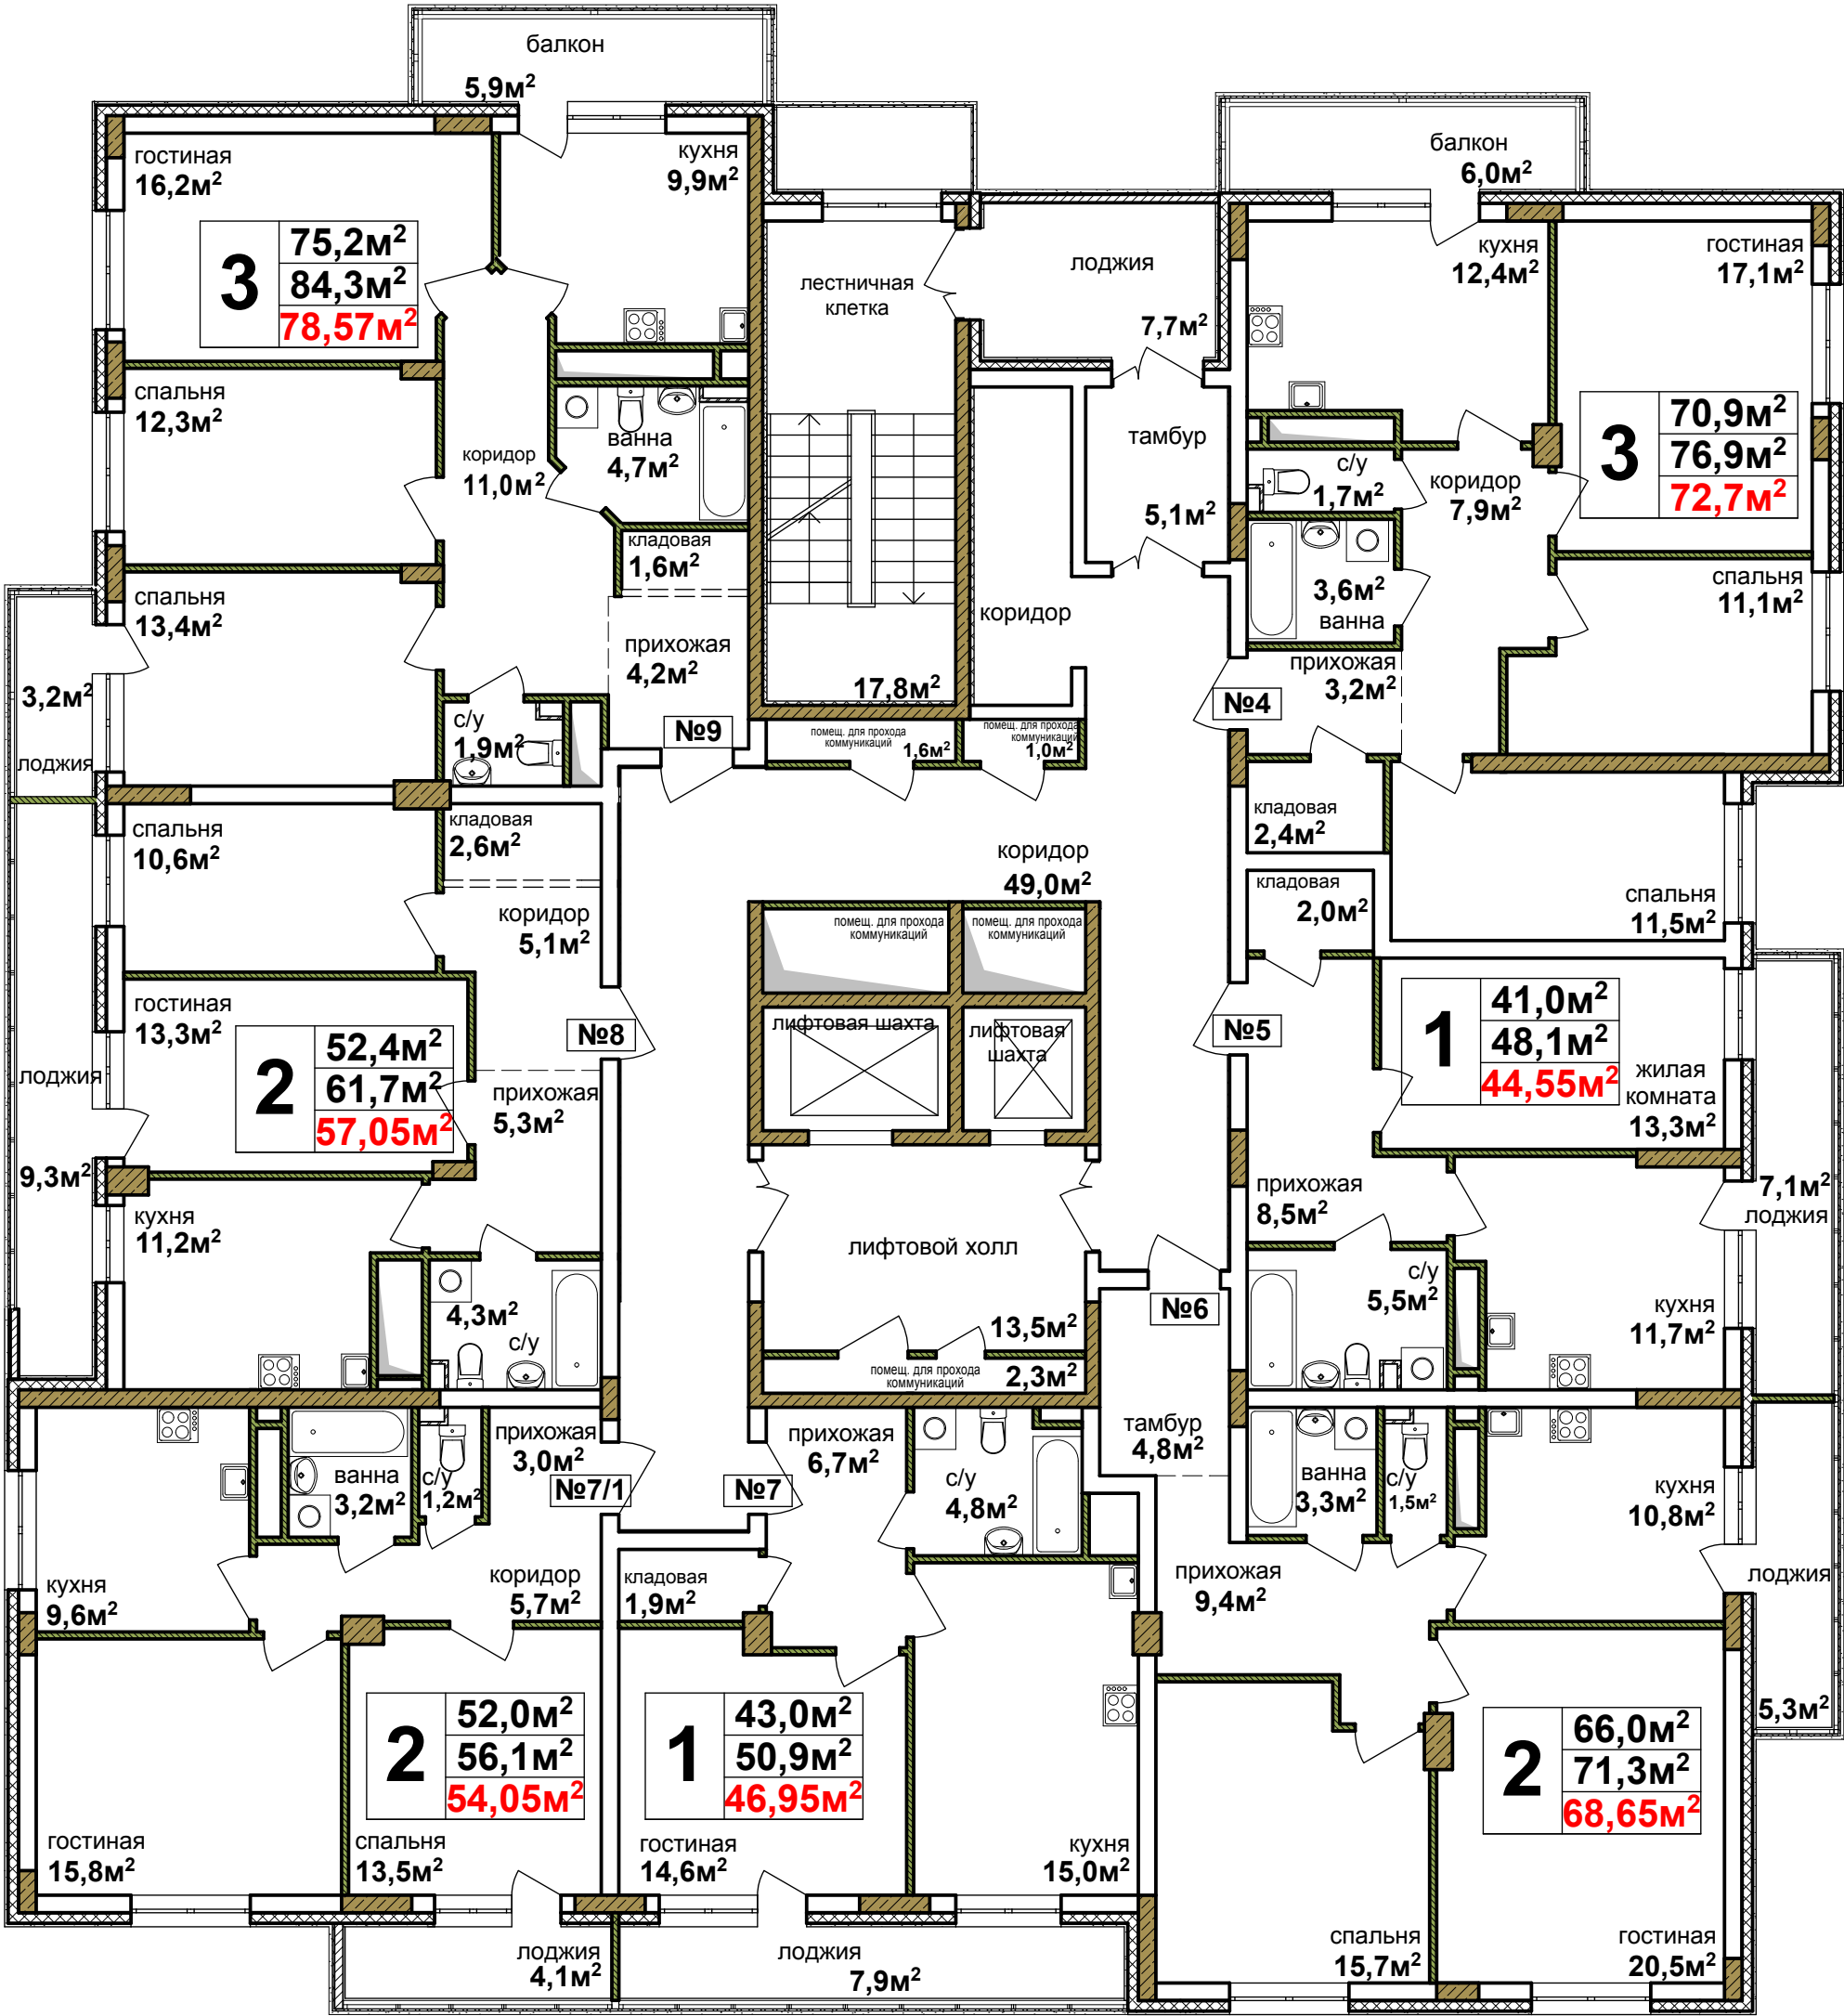 балкон
5,9м²
гостиная
16,2м²
кухня
9,9м²
3
75,2м²
84,3м²
78,57м²
спальня
12,3м²
коридор
11,0м²
ванна
4,7м²
кладовая
1,6м²
спальня
13,4м²
прихожая
4,2м²
3,2м²
лоджия
с/у
1,9м²
№9
лестничная
клетка
17,8м²
лоджия
7,7м²
тамбур
5,1м²
коридор
помещ. для прохода
коммуникаций
1,6м²
помещ. для прохода
коммуникаций
1,0м²
балкон
6,0м²
кухня
12,4м²
гостиная
17,1м²
3
70,9м²
76,9м²
72,7м²
с/у
1,7м²
коридор
7,9м²
3,6м²
ванна
спальня
11,1м²
прихожая
3,2м²
№4
кладовая
2,4м²
спальня
11,5м²
спальня
10,6м²
кладовая
2,6м²
коридор
5,1м²
гостиная
13,3м²
2
52,4м²
61,7м²
57,05м²
№8
прихожая
5,3м²
лоджия
9,3м²
кухня
11,2м²
4,3м²
с/у
коридор
49,0м²
помещ. для прохода
коммуникаций
помещ. для прохода
коммуникаций
лифтовая шахта
лифтовая
шахта
лифтовой холл
13,5м²
помещ. для прохода
коммуникаций
2,3м²
кладовая
2,0м²
№5
1
41,0м²
48,1м²
44,55м²
жилая
комната
13,3м²
прихожая
8,5м²
7,1м²
лоджия
с/у
5,5м²
кухня
11,7м²
№6
тамбур
4,8м²
прихожая
3,0м²
№7/1
ванна
3,2м²
с/у
1,2м²
кухня
9,6м²
коридор
5,7м²
2
52,0м²
56,1м²
54,05м²
гостиная
15,8м²
спальня
13,5м²
лоджия
4,1м²
прихожая
6,7м²
№7
с/у
4,8м²
кладовая
1,9м²
1
43,0м²
50,9м²
46,95м²
гостиная
14,6м²
кухня
15,0м²
лоджия
7,9м²
ванна
3,3м²
с/у
1,5м²
кухня
10,8м²
прихожая
9,4м²
лоджия
5,3м²
2
66,0м²
71,3м²
68,65м²
спальня
15,7м²
гостиная
20,5м²